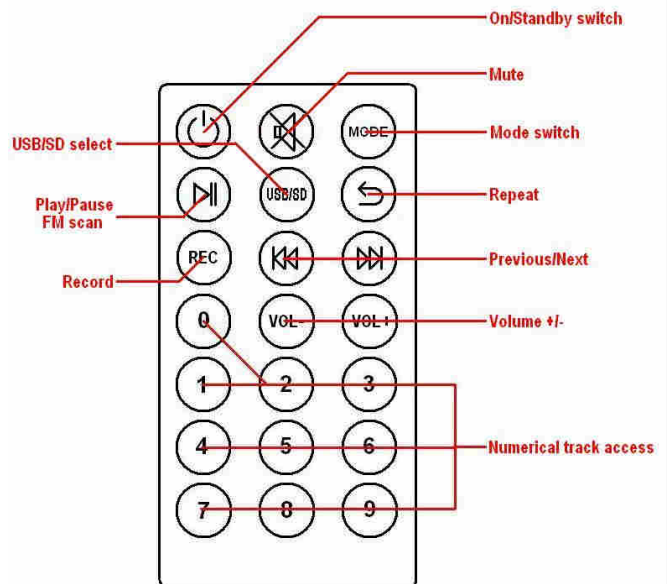 On/Standby switch
Mute
MODE
Mode switch
USB/SD select
USB/SD
Repeat
Play/Pause
FM scan
REC
Previous/Next
Record
0
VOL-
VOL+
Volume +/-
1
2
3
4
5
6
Numerical track access
7
8
9